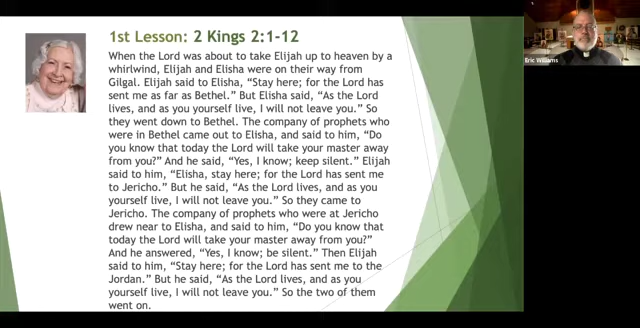 1st Lesson: 2 Kings 2:1-12
When the Lord was about to take Elijah up to heaven by a
whirlwind, Elijah and Elisha were on their way from
Gilgal. Elijah said to Elisha, “Stay here; for the Lord has
sent me as far as Bethel.” But Elisha said, “As the Lord
lives, and as you yourself live, I will not leave you.” So
they went down to Bethel. The company of prophets who
were in Bethel came out to Elisha, and said to him, “Do
you know that today the Lord will take your master away
from you?” And he said, “Yes, I know; keep silent.” Elijah
said to him, “Elisha, stay here; for the Lord has sent me
to Jericho.” But he said, “As the Lord lives, and as you
yourself live, I will not leave you.” So they came to
Jericho. The company of prophets who were at Jericho
drew near to Elisha, and said to him, “Do you know that
today the Lord will take your master away from you?”
And he answered, “Yes, I know; be silent.” Then Elijah
said to him, “Stay here; for the Lord has sent me to the
Jordan.” But he said, “As the Lord lives, and as you
yourself live, I will not leave you.” So the two of them
went on.
Eric Williams